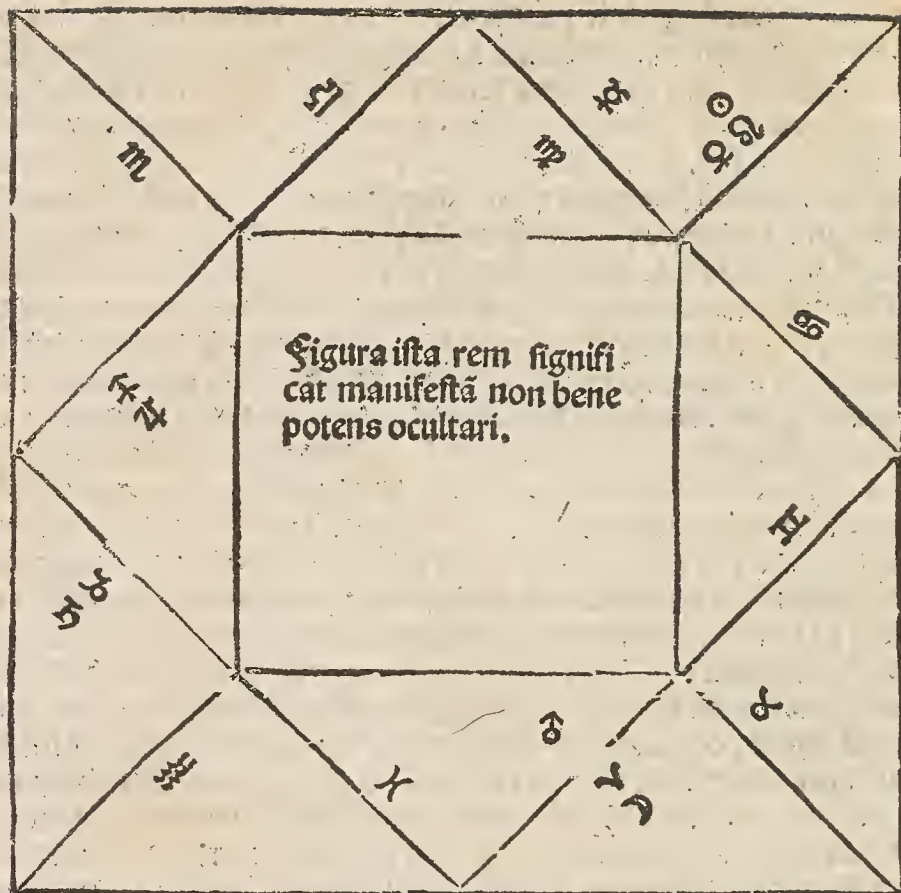 Figura ista rem signifi
cat manifestã non bene
potens ocultari.